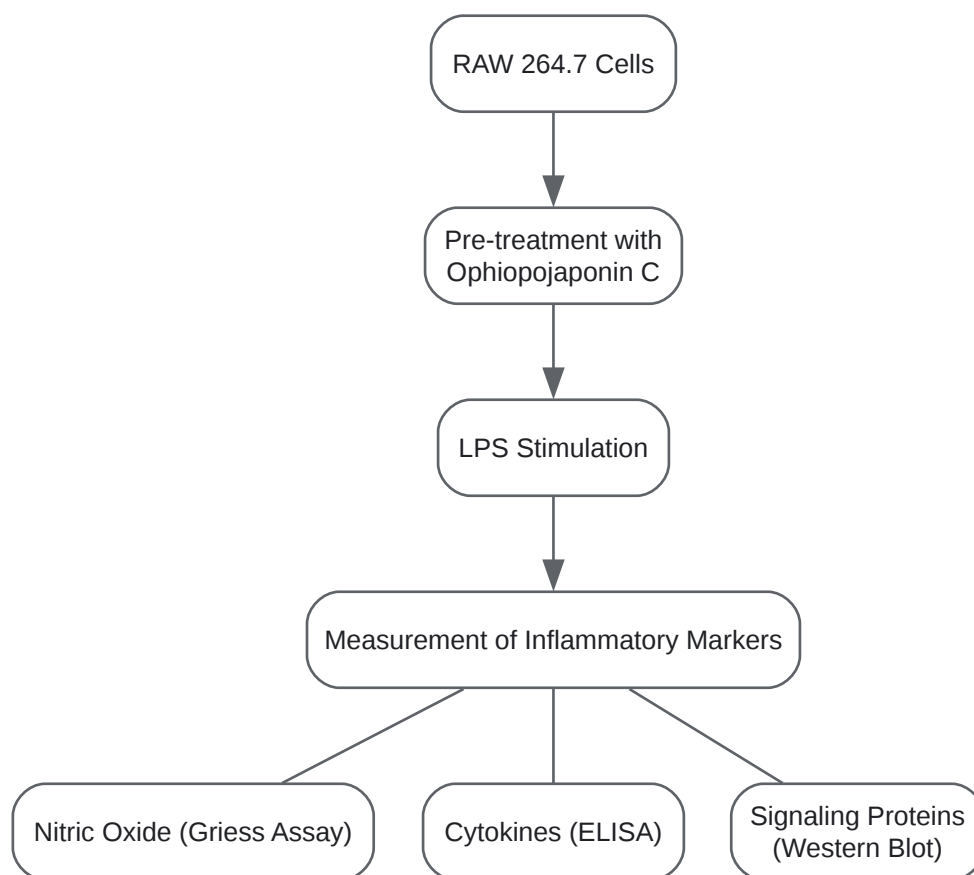 RAW 264.7 Cells
Pre-treatment with
Ophiopojaponin C
LPS Stimulation
Measurement of Inflammatory Markers
Nitric Oxide (Griess Assay)
Cytokines (ELISA)
Signaling Proteins
(Western Blot)